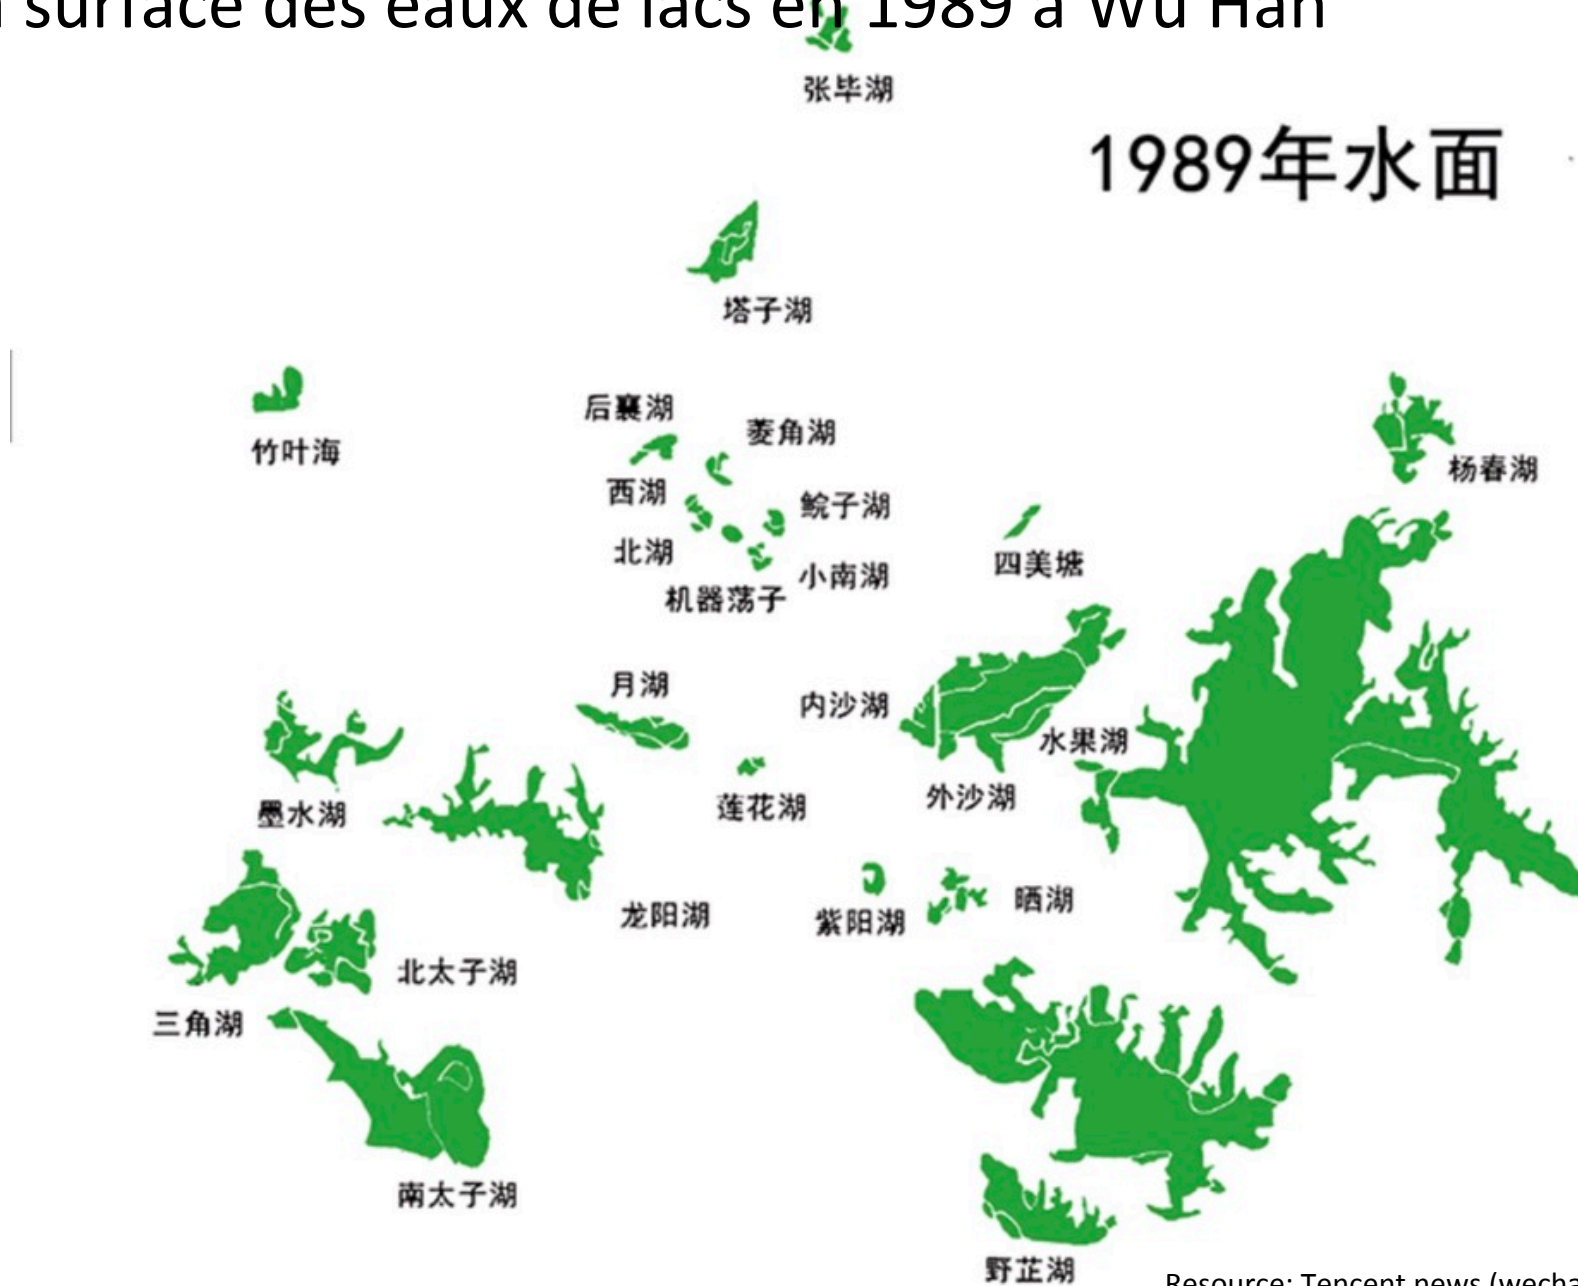 surface des eaux de lacs en 1989 à Wu Han
张毕湖
1989年水面
塔子湖
竹叶海
后襄湖
菱角湖
杨春湖
西湖
鲩子湖
北湖
四美塘
小南湖
机器荡子
月湖
内沙湖
水果湖
墨水湖
莲花湖
外沙湖
龙阳湖
紫阳湖
晒湖
北太子湖
三角湖
南太子湖
野芷湖
Resource: Tencent news (wecha